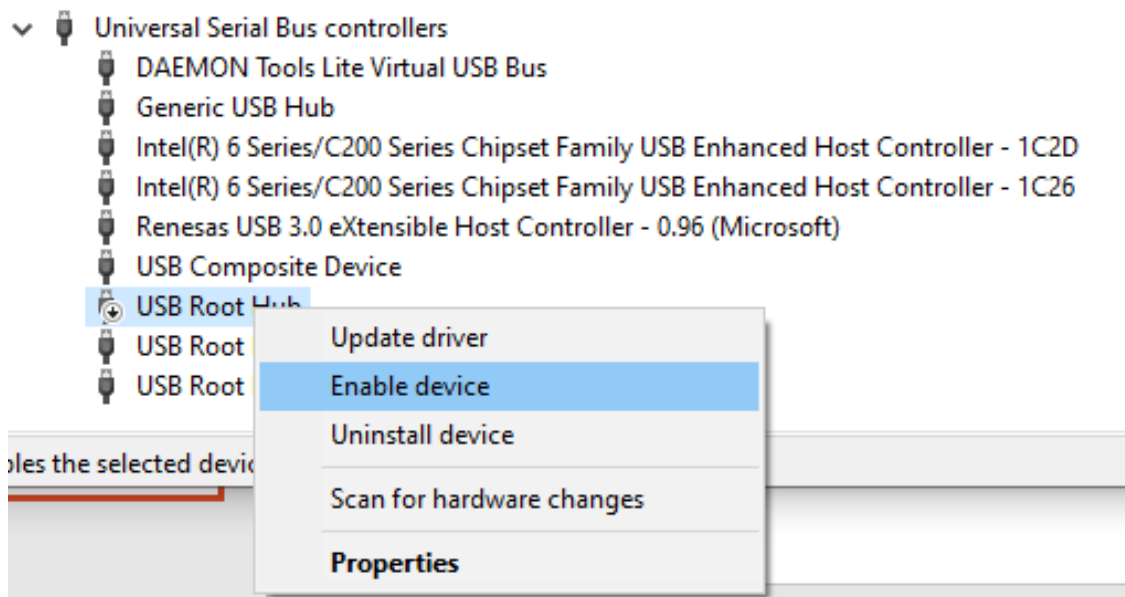 Universal Serial Bus controllers
DAEMON Tools Lite Virtual USB Bus
Generic USB Hub
Intel(R) 6 Series/C200 Series Chipset Family USB Enhanced Host Controller - 1C2D
Intel(R) 6 Series/C200 Series Chipset Family USB Enhanced Host Controller - 1C26
Renesas USB 3.0 eXtensible Host Controller - 0.96 (Microsoft)
USB Composite Device
USB Root Hub
USB Root
USB Root
Update driver
Enable device
Uninstall device
Scan for hardware changes
Properties
the selected